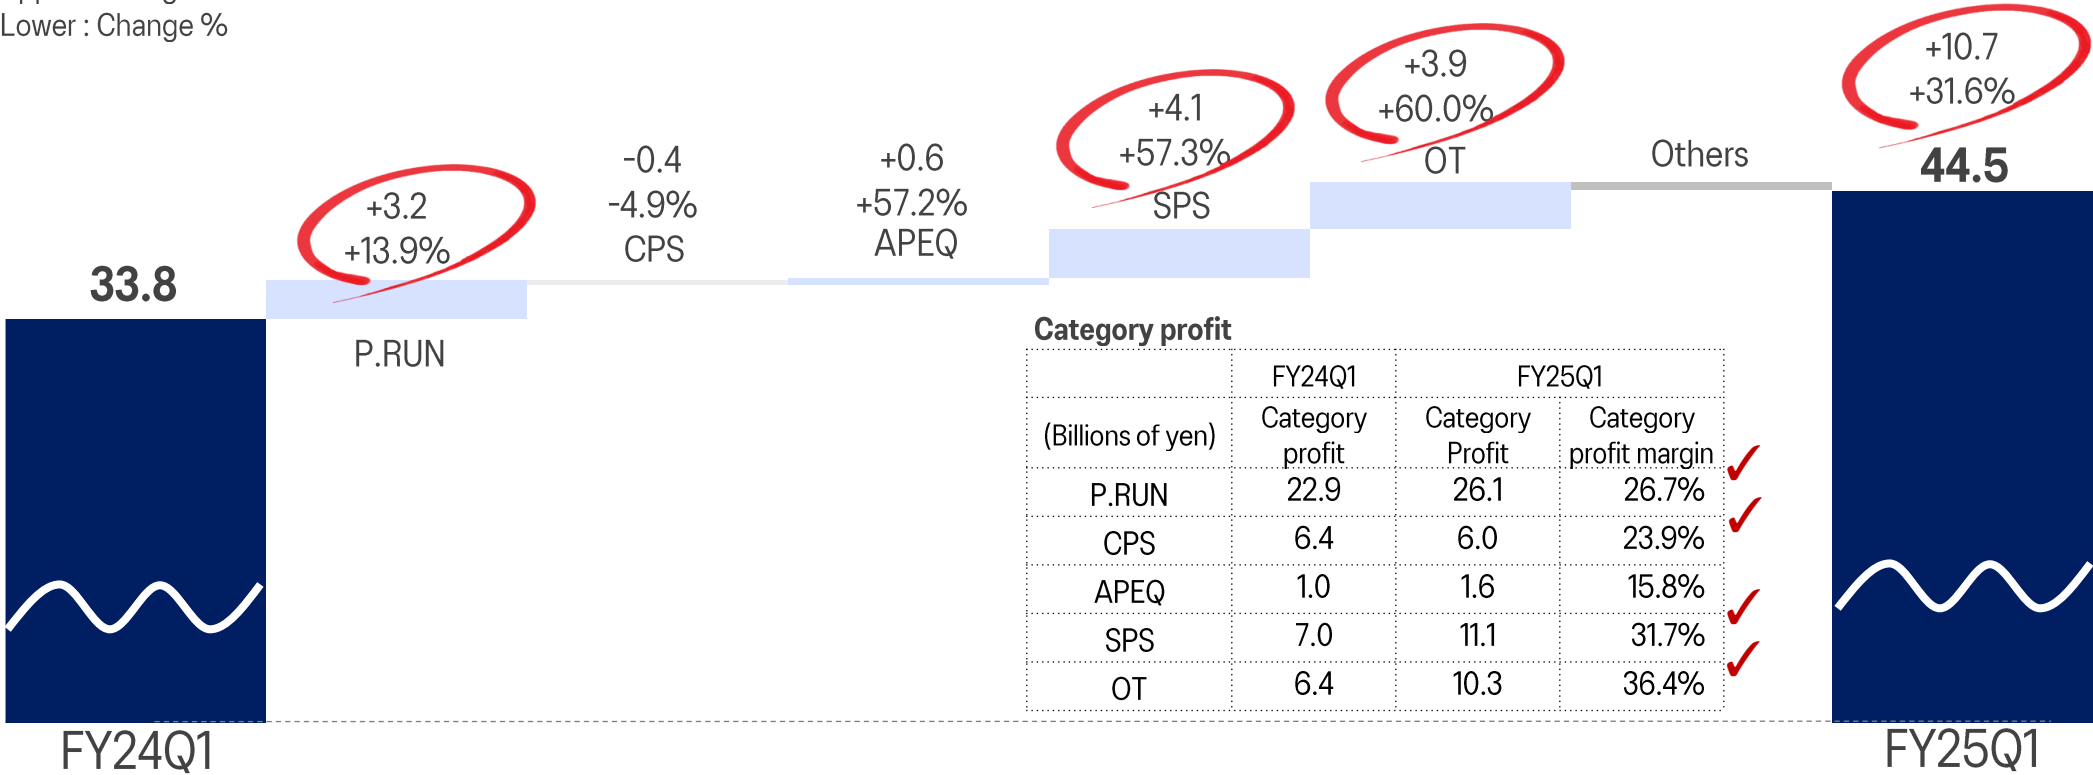 Lower : Change %
+10.7
+31.6%
44.5
+3.9
+60.0%
OT
Others
+4.1
+57.3%
SPS
-0.4
-4.9%
CPS
+0.6
+57.2%
APEQ
+3.2
+13.9%
P.RUN
33.8
Category profit
FY24Q1 FY25Q1
(Billions of yen) Category profit Category Profit Category profit margin
P.RUN 22.9 26.1 26.7%
CPS 6.4 6.0 23.9%
APEQ 1.0 1.6 15.8%
SPS 7.0 11.1 31.7%
OT 6.4 10.3 36.4%
FY24Q1
FY25Q1